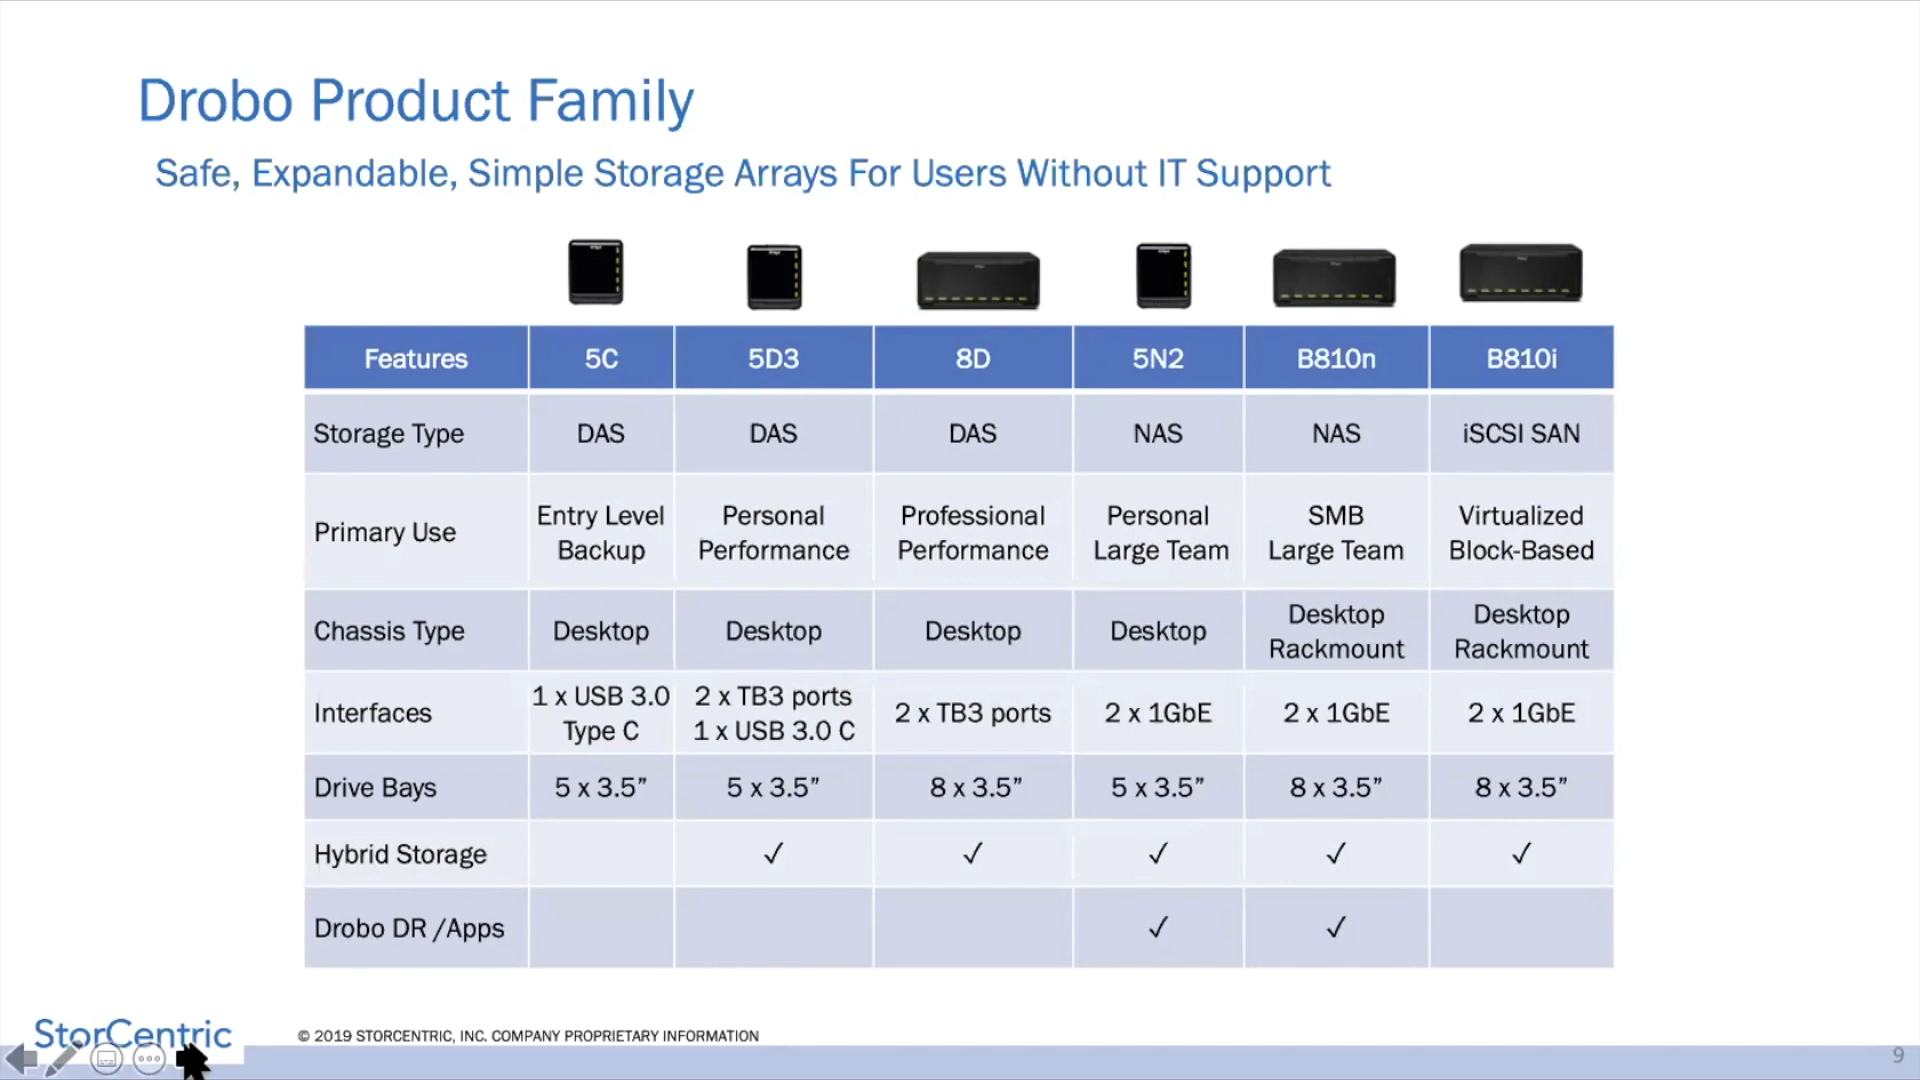 Drobo Product Family
Safe, Expandable, Simple Storage Arrays For Users Without IT Support
Features 5C 5D3 8D 5N2 B810n B810i
Storage Type DAS DAS DAS NAS NAS iSCSI SAN
Primary Use Entry Level Backup Personal Performance Professional Performance Personal Large Team SMB Large Team Virtualized Block-Based
Chassis Type Desktop Desktop Desktop Desktop Desktop Rackmount Desktop Rackmount
Interfaces 1 x USB 3.0 Type C 2 x TB3 ports 1 x USB 3.0 C 2 x TB3 ports 2 x 1GbE 2 x 1GbE 2 x 1GbE
Drive Bays 5 x 3.5” 5 x 3.5” 8 x 3.5” 5 x 3.5” 8 x 3.5” 8 x 3.5”
Hybrid Storage ✓ ✓ ✓ ✓ ✓
Drobo DR /Apps ✓ ✓
StorCentric
© 2019 STORCENTRIC, INC. COMPANY PROPRIETARY INFORMATION
9